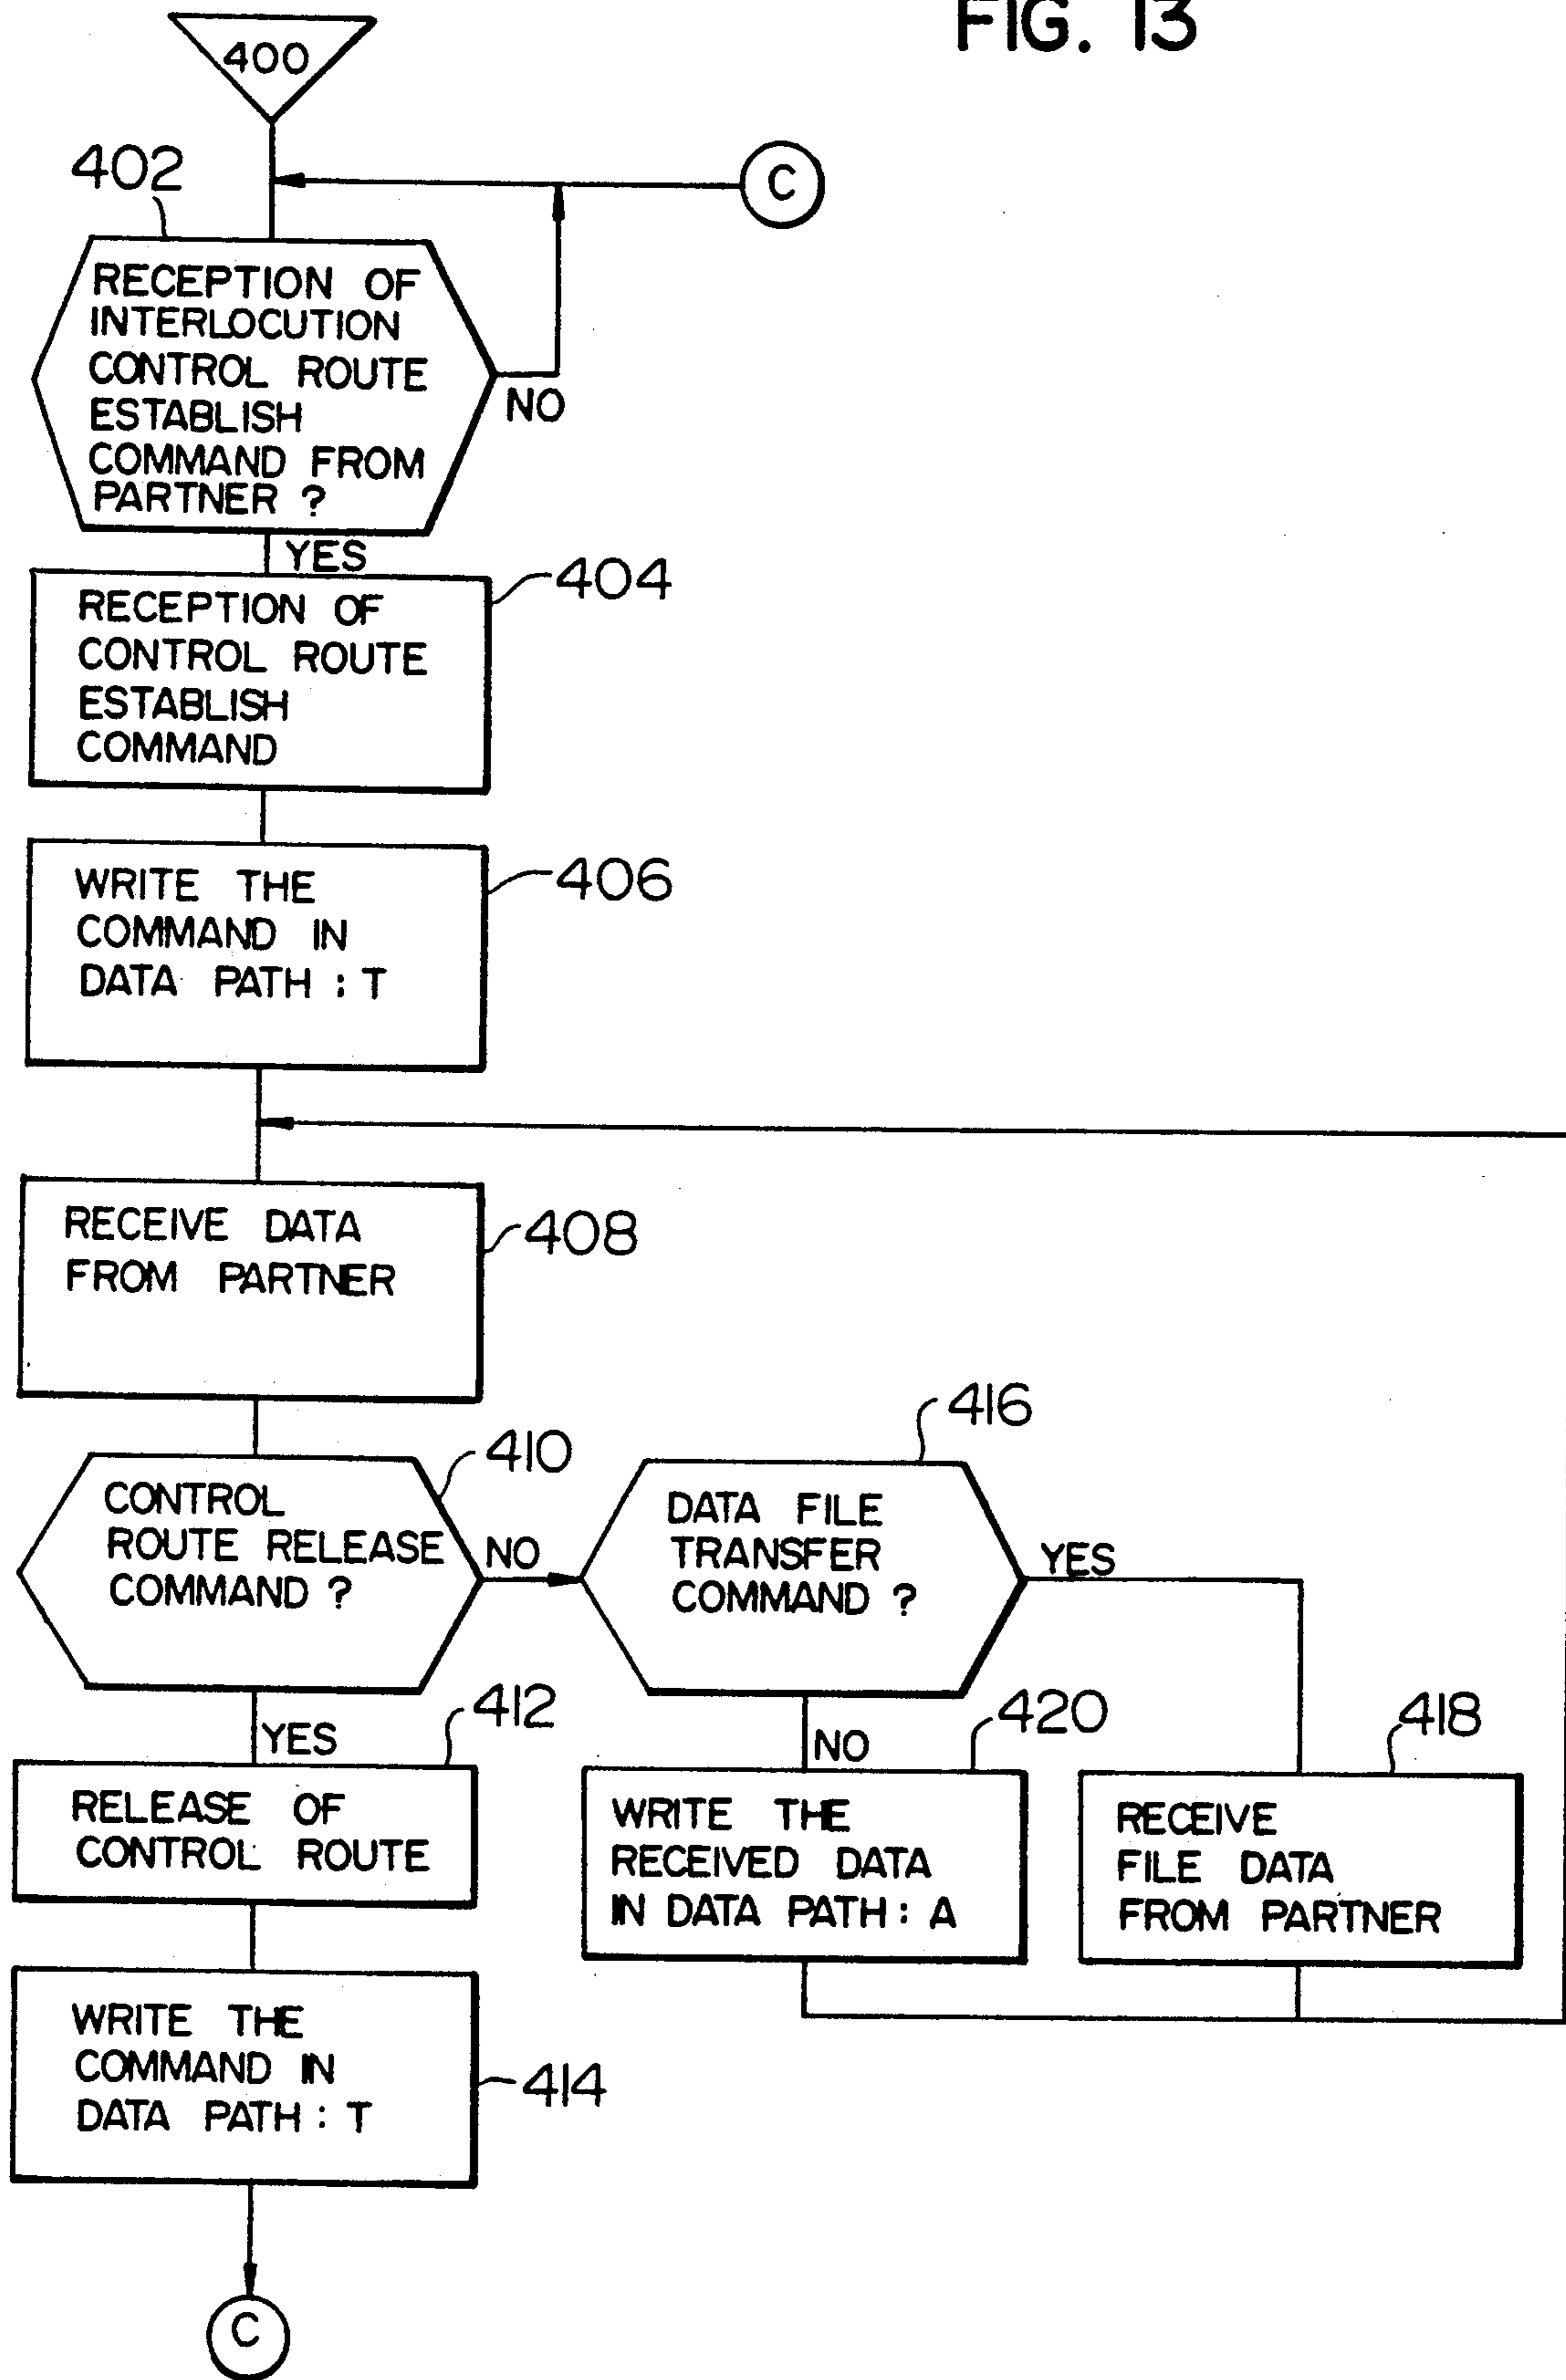 FIG. 13
400
C
402
RECEPTION OF
INTERLOCUTION
CONTROL ROUTE
ESTABLISH
COMMAND FROM
PARTNER ?
NO
YES
404
RECEPTION OF
CONTROL ROUTE
ESTABLISH
COMMAND
406
WRITE THE
COMMAND IN
DATA PATH : T
408
RECEIVE DATA
FROM PARTNER
410
CONTROL
ROUTE RELEASE
COMMAND ?
NO
416
DATA FILE
TRANSFER
COMMAND ?
YES
YES
412
RELEASE OF
CONTROL ROUTE
NO
420
WRITE THE
RECEIVED DATA
IN DATA PATH : A
418
RECEIVE
FILE DATA
FROM PARTNER
WRITE THE
COMMAND IN
DATA PATH : T
414
C